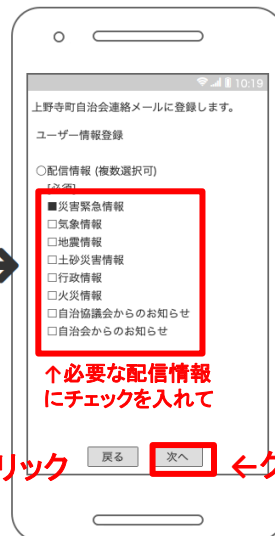 10:19
上野寺町自治会連絡メールに登録します。
ユーザー情報登録
○配信情報 (複数選択可)
[必須]
■災害緊急情報
□気象情報
□地震情報
□土砂災害情報
□行政情報
□火災情報
□自治協議会からのお知らせ
□自治会からのお知らせ
↑必要な配信情報
にチェックを入れて
リック 戻る 次へ ←ク